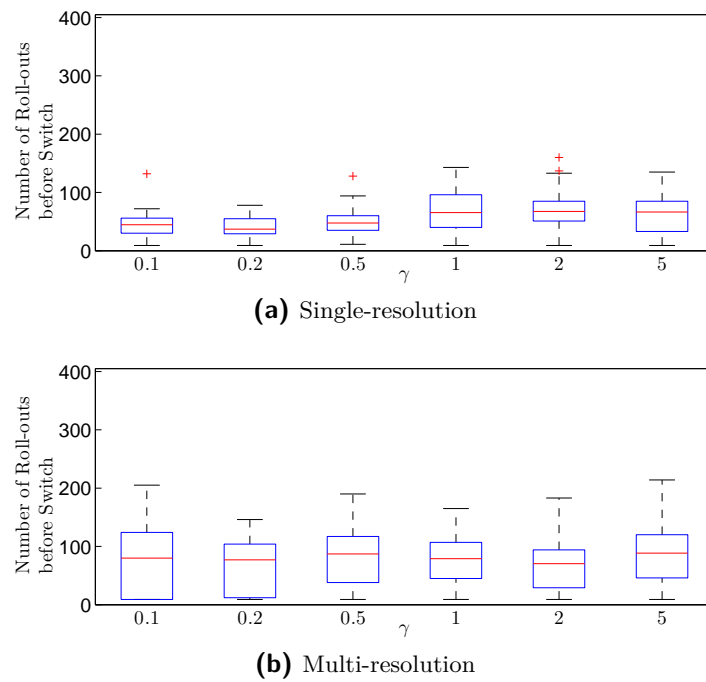 Number of Roll-outs
before Switch
400
300
200
100
0
0.1 0.2 0.5 1 2 5
γ
(a) Single-resolution
Number of Roll-outs
before Switch
400
300
200
100
0
0.1 0.2 0.5 1 2 5
γ
(b) Multi-resolution